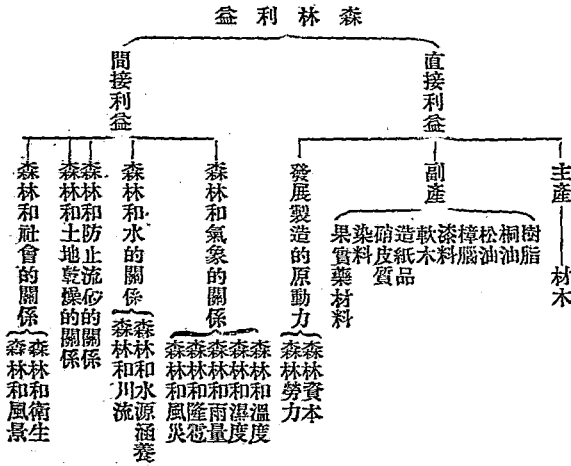 森林利益
直接利益
主產
材木
副產
樹脂
桐油
松油
樟腦
漆料
軟木
造紙品
硝皮質
染料
果實藥材料
發展製造的原動力
森林資本
森林勞力
間接利益
森林和氣象的關係
森林和溫度
森林和濕度
森林和雨量
森林和隆雹
森林和風災
森林和水的關係
森林和水源涵養
森林和川流
森林和防止流砂的關係
森林和土地乾燥的關係
森林和社會的關係
森林和衛生
森林和風景